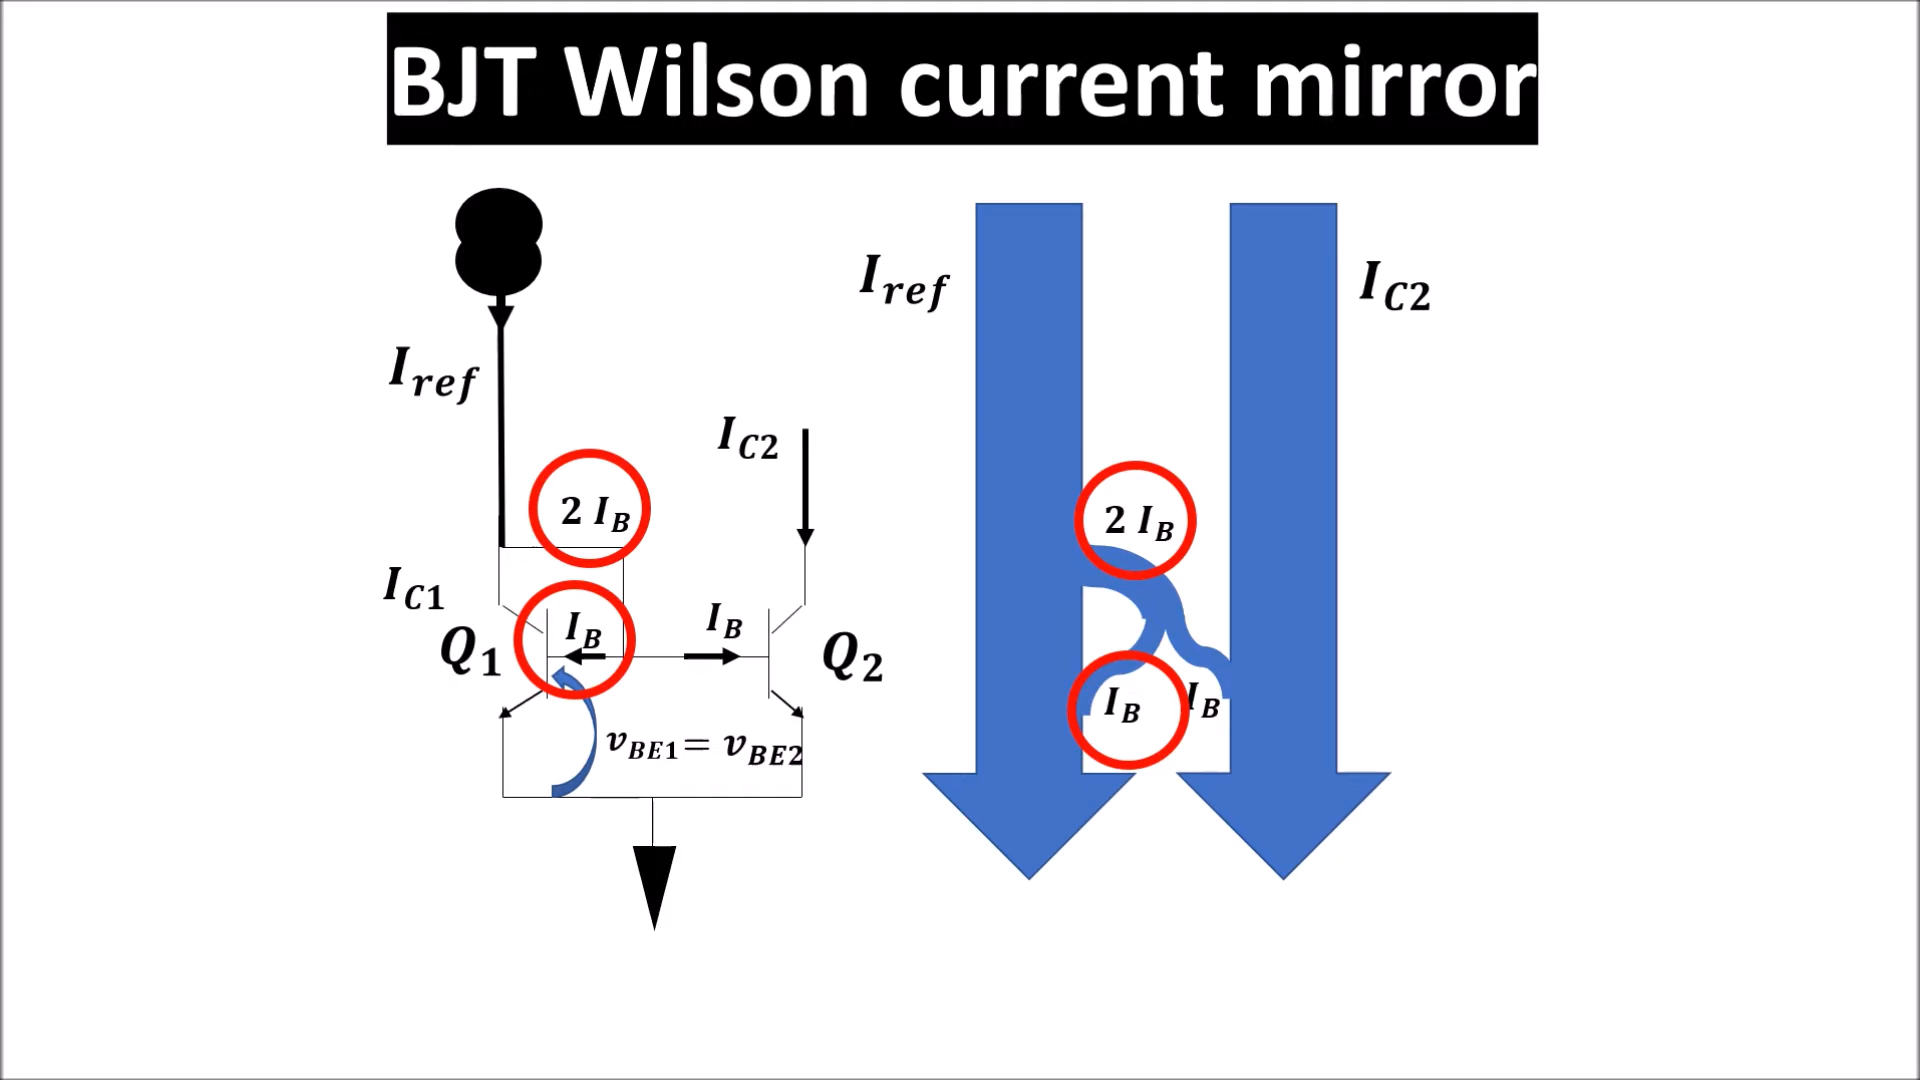 BJT Wilson current mirror
I_ref
I_C2
I_ref
I_C2
2 I_B
2 I_B
I_C1
I_B
I_B
Q_1
Q_2
I_B
I_B
v_BE1 = v_BE2